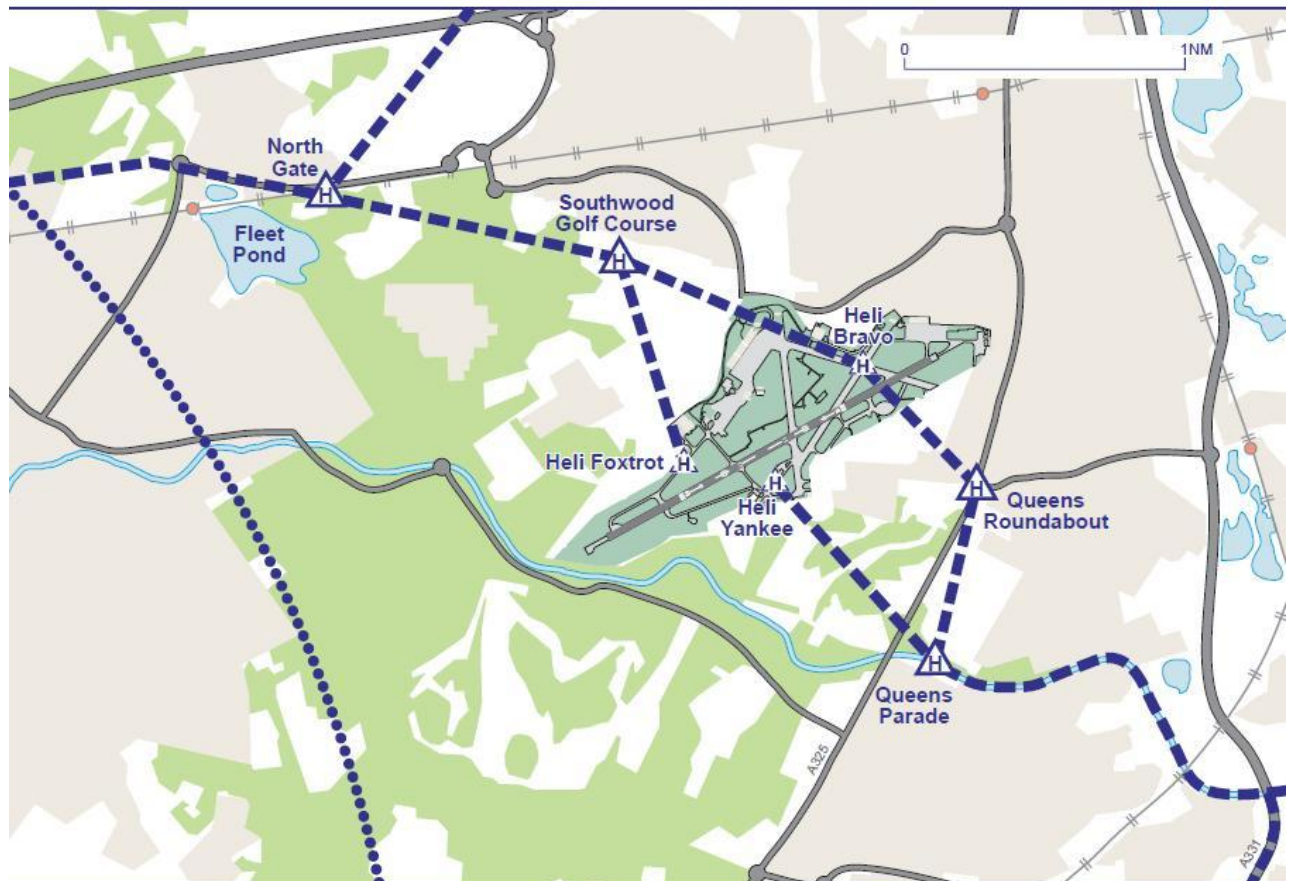 0
1NM
North
Gate
H
Southwood
Golf Course
H
Fleet
Pond
Heli
Bravo
H
Heli Foxtrot
H
H
Heli
Yankee
H
Queens
Roundabout
H
Queens
Parade
A325
A331